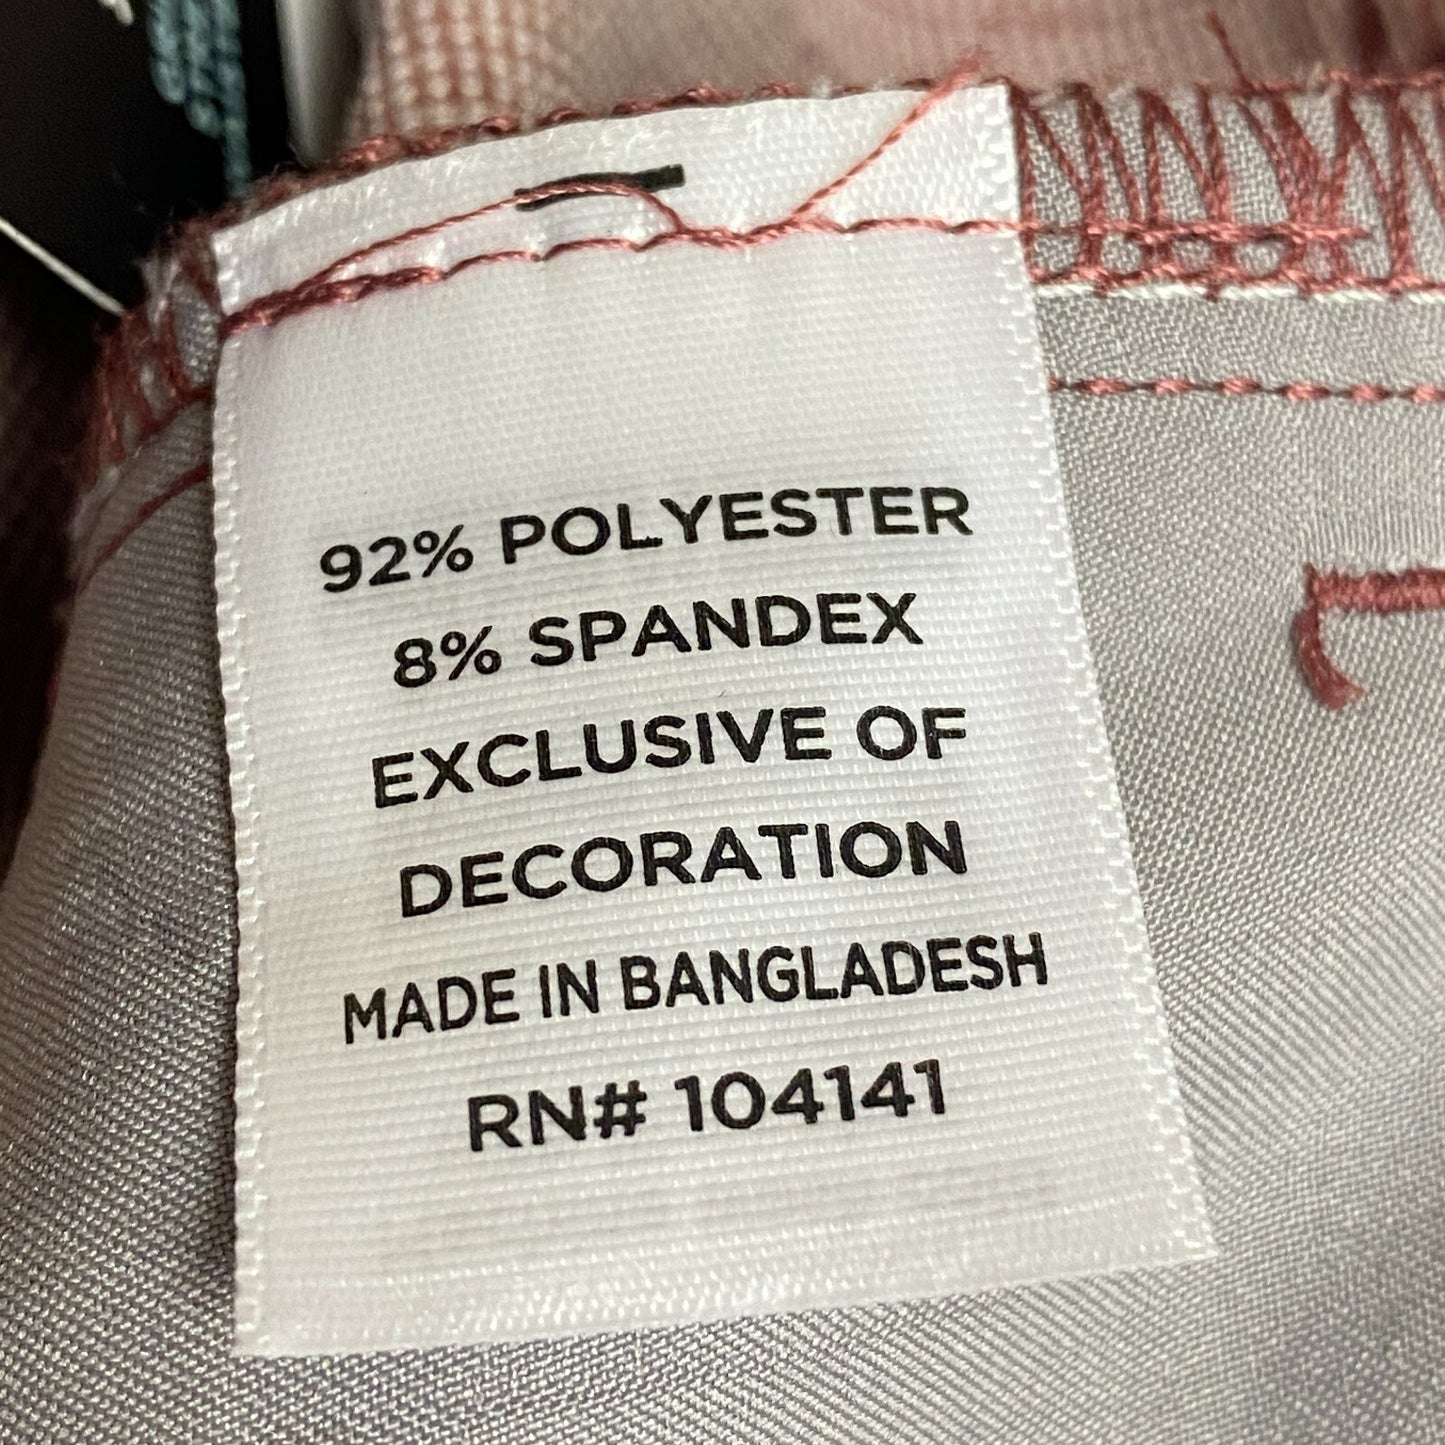 92% POLYESTER
8% SPANDEX
EXCLUSIVE OF
DECORATION
MADE IN BANGLADESH
RN# 104141